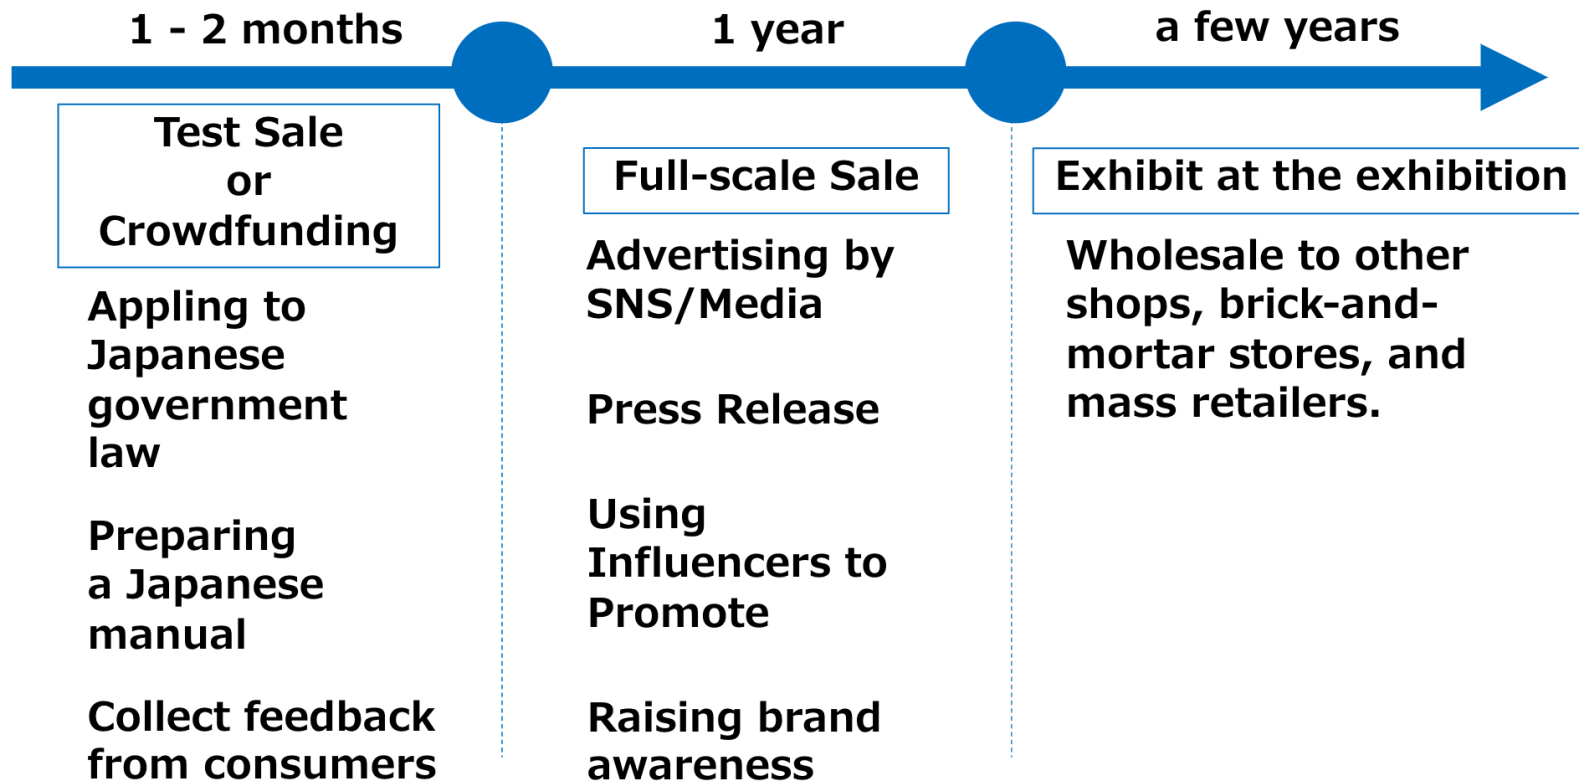 1 - 2 months
Test Sale
or
Crowdfunding
Appling to
Japanese
government
law
Preparing
a Japanese
manual
Collect feedback
from consumers
1 year
Full-scale Sale
Advertising by
SNS/Media
Press Release
Using
Influencers to
Promote
Raising brand
awareness
a few years
Exhibit at the exhibition
Wholesale to other
shops, brick-and-
mortar stores, and
mass retailers.